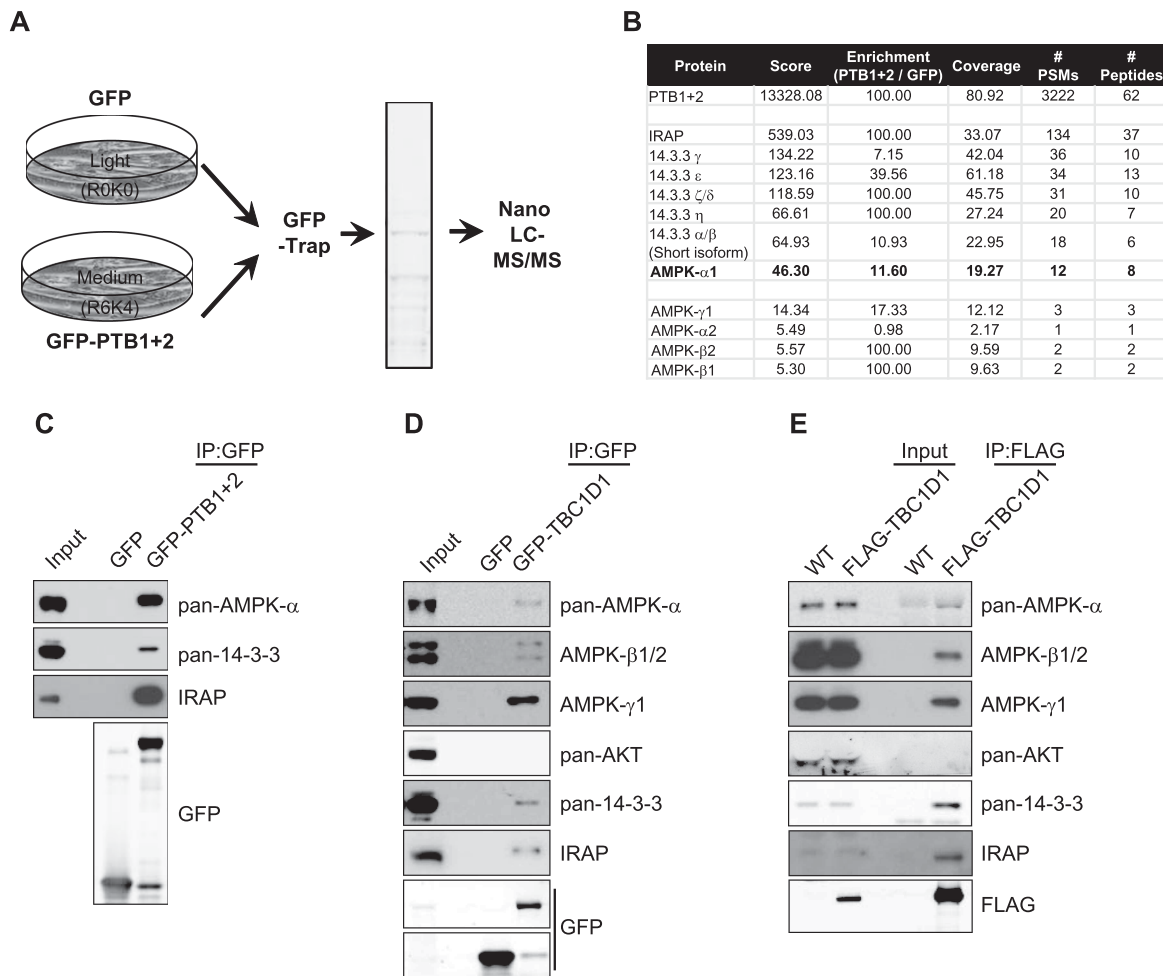 A
GFP
Light
(R0K0)
Medium
(R6K4)
GFP-PTB1+2
GFP
-Trap
Nano
LC-
MS/MS
B
Protein Score Enrichment (PTB1+2 / GFP) Coverage # PSMs # Peptides
PTB1+2 13328.08 100.00 80.92 3222 62
IRAP 539.03 100.00 33.07 134 37
14.3.3 γ 134.22 7.15 42.04 36 10
14.3.3 ε 123.16 39.56 61.18 34 13
14.3.3 ζ/δ 118.59 100.00 45.75 31 10
14.3.3 η 66.61 100.00 27.24 20 7
14.3.3 α/β (Short isoform) 64.93 10.93 22.95 18 6
AMPK-α1 46.30 11.60 19.27 12 8
AMPK-γ1 14.34 17.33 12.12 3 3
AMPK-α2 5.49 0.98 2.17 1 1
AMPK-β2 5.57 100.00 9.59 2 2
AMPK-β1 5.30 100.00 9.63 2 2
C
IP:GFP
Input
GFP
GFP-PTB1+2
pan-AMPK-α
pan-14-3-3
IRAP
GFP
D
IP:GFP
Input
GFP
GFP-TBC1D1
pan-AMPK-α
AMPK-β1/2
AMPK-γ1
pan-AKT
pan-14-3-3
IRAP
GFP
E
Input
IP:FLAG
WT
FLAG-TBC1D1
WT
FLAG-TBC1D1
pan-AMPK-α
AMPK-β1/2
AMPK-γ1
pan-AKT
pan-14-3-3
IRAP
FLAG